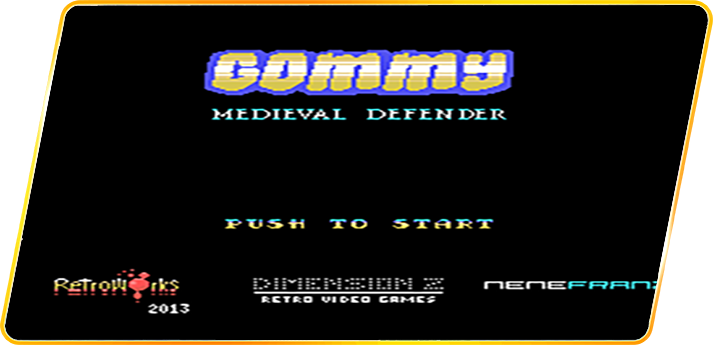 GOMMY
MEDIEVAL DEFENDER
PUSH TO START
RETROWORKS
2013
DIMENSION Z
RETRO VIDEO GAMES
NENEFRAN